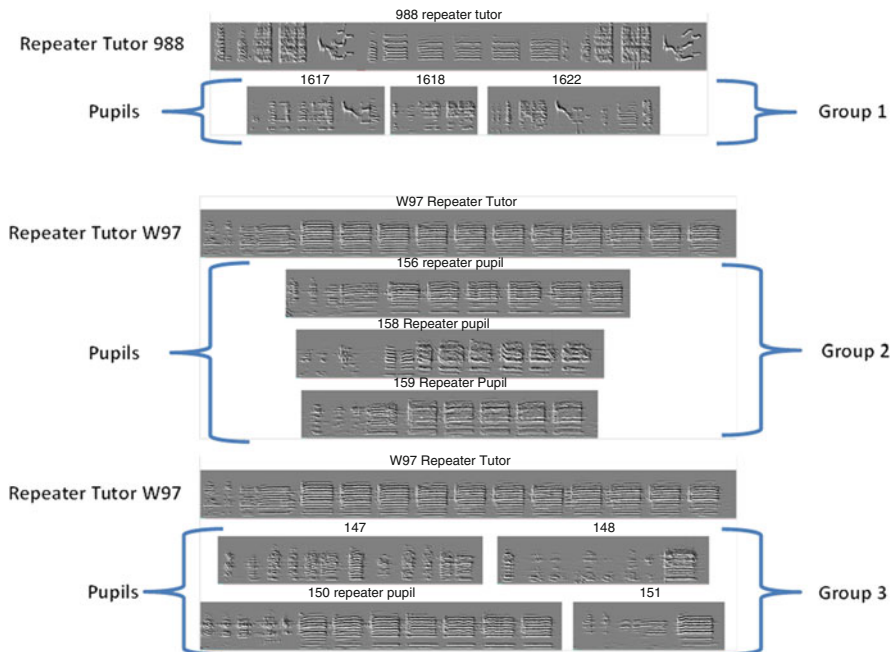 988 repeater tutor
Repeater Tutor 988
1617 1618 1622
Pupils
Group 1
W97 Repeater Tutor
Repeater Tutor W97
156 repeater pupil
158 Repeater pupil
Pupils
Group 2
159 Repeater Pupil
W97 Repeater Tutor
Repeater Tutor W97
147 148
Pupils
Group 3
150 repeater pupil 151